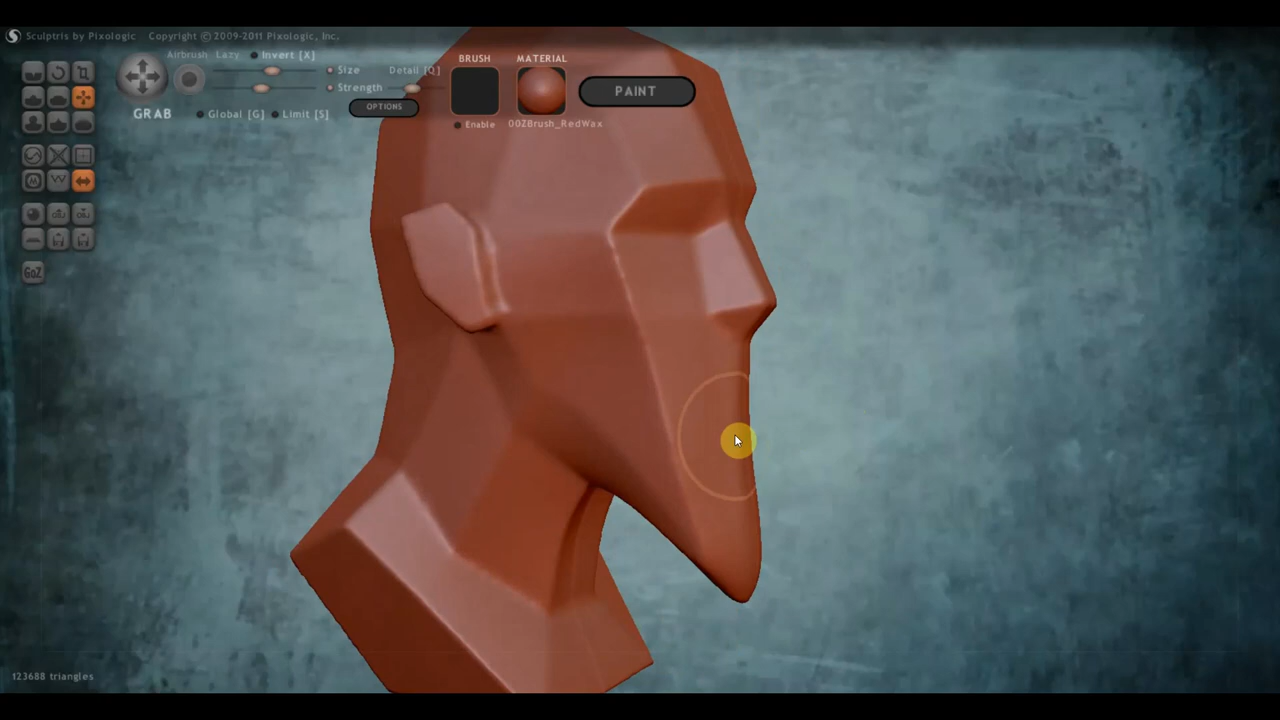 Sculptris by Pixologic Copyright ©2009-2011 Pixologic, Inc.
Airbrush Lazy Invert [X]
Size Detail [Q]
Strength
OPTIONS
GRAB Global [G] Limit [S]
BRUSH
Enable
MATERIAL
00ZBrush_RedWax
PAINT
GoZ
123688 triangles